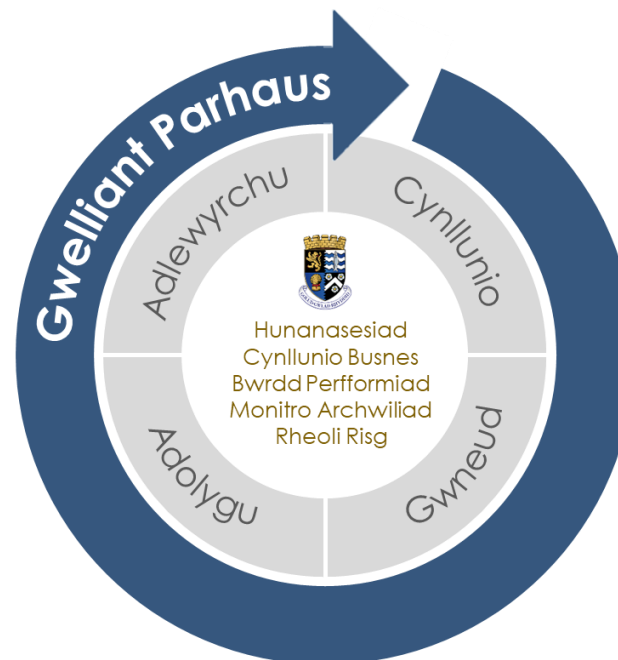 Gwelliant Parhaus
Adlewyrchu
Cynllunio
Hunanasesiad
Cynllunio Busnes
Bwrdd Perfformiad
Monitro Archwiliad
Rheoli Risg
Adolygu
Gwneud